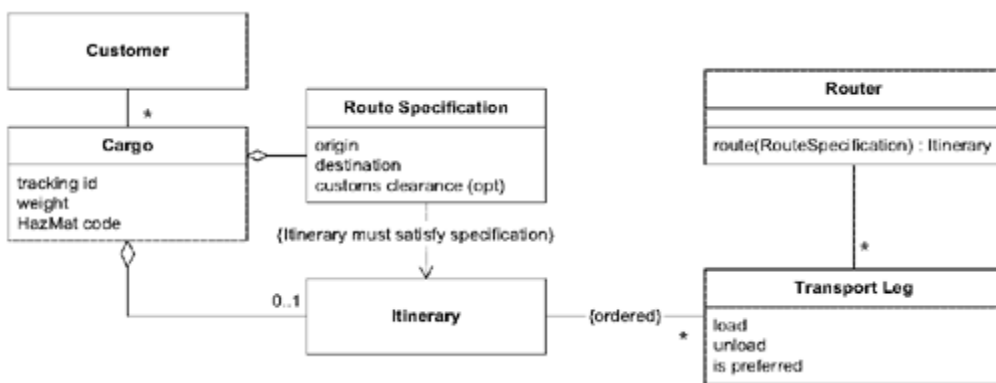 Customer
*
Cargo
tracking id
weight
HazMat code
Route Specification
origin
destination
customs clearance (opt)
{Itinerary must satisfy specification}
0..1
Itinerary
{ordered}
*
Router
route(RouteSpecification) : Itinerary
*
Transport Leg
load
unload
is preferred